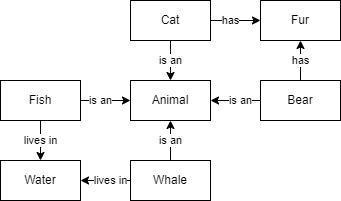 Cat
has
Fur
is an
has
Fish
is an
Animal
is an
Bear
lives in
is an
Water
lives in
Whale